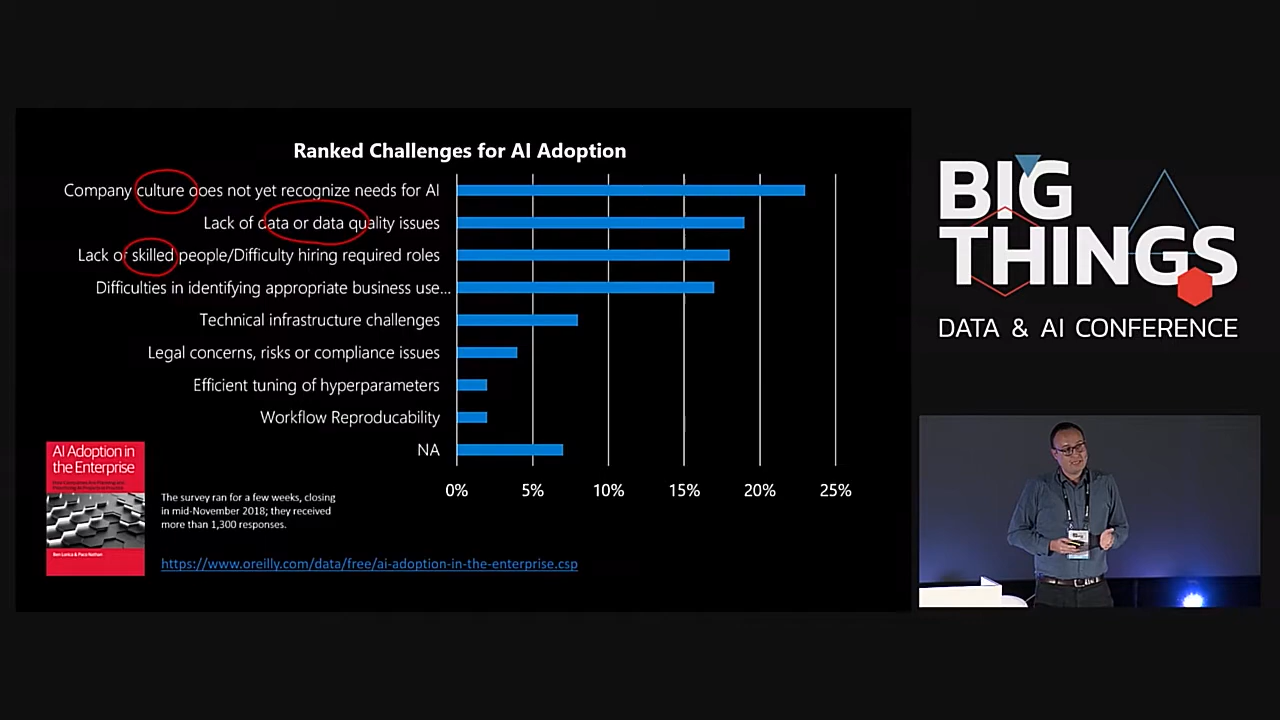 Ranked Challenges for AI Adoption
Company culture does not yet recognize needs for AI
Lack of data or data quality issues
Lack of skilled people/Difficulty hiring required roles
Difficulties in identifying appropriate business use...
Technical infrastructure challenges
Legal concerns, risks or compliance issues
Efficient tuning of hyperparameters
Workflow Reproducability
NA
0% 5% 10% 15% 20% 25%
AI Adoption in
the Enterprise
Ben Lorica & Paco Nathan
The survey ran for a few weeks, closing
in mid-November 2018; they received
more than 1,300 responses.
https://www.oreilly.com/data/free/ai-adoption-in-the-enterprise.csp
BIG
THINGS
DATA & AI CONFERENCE